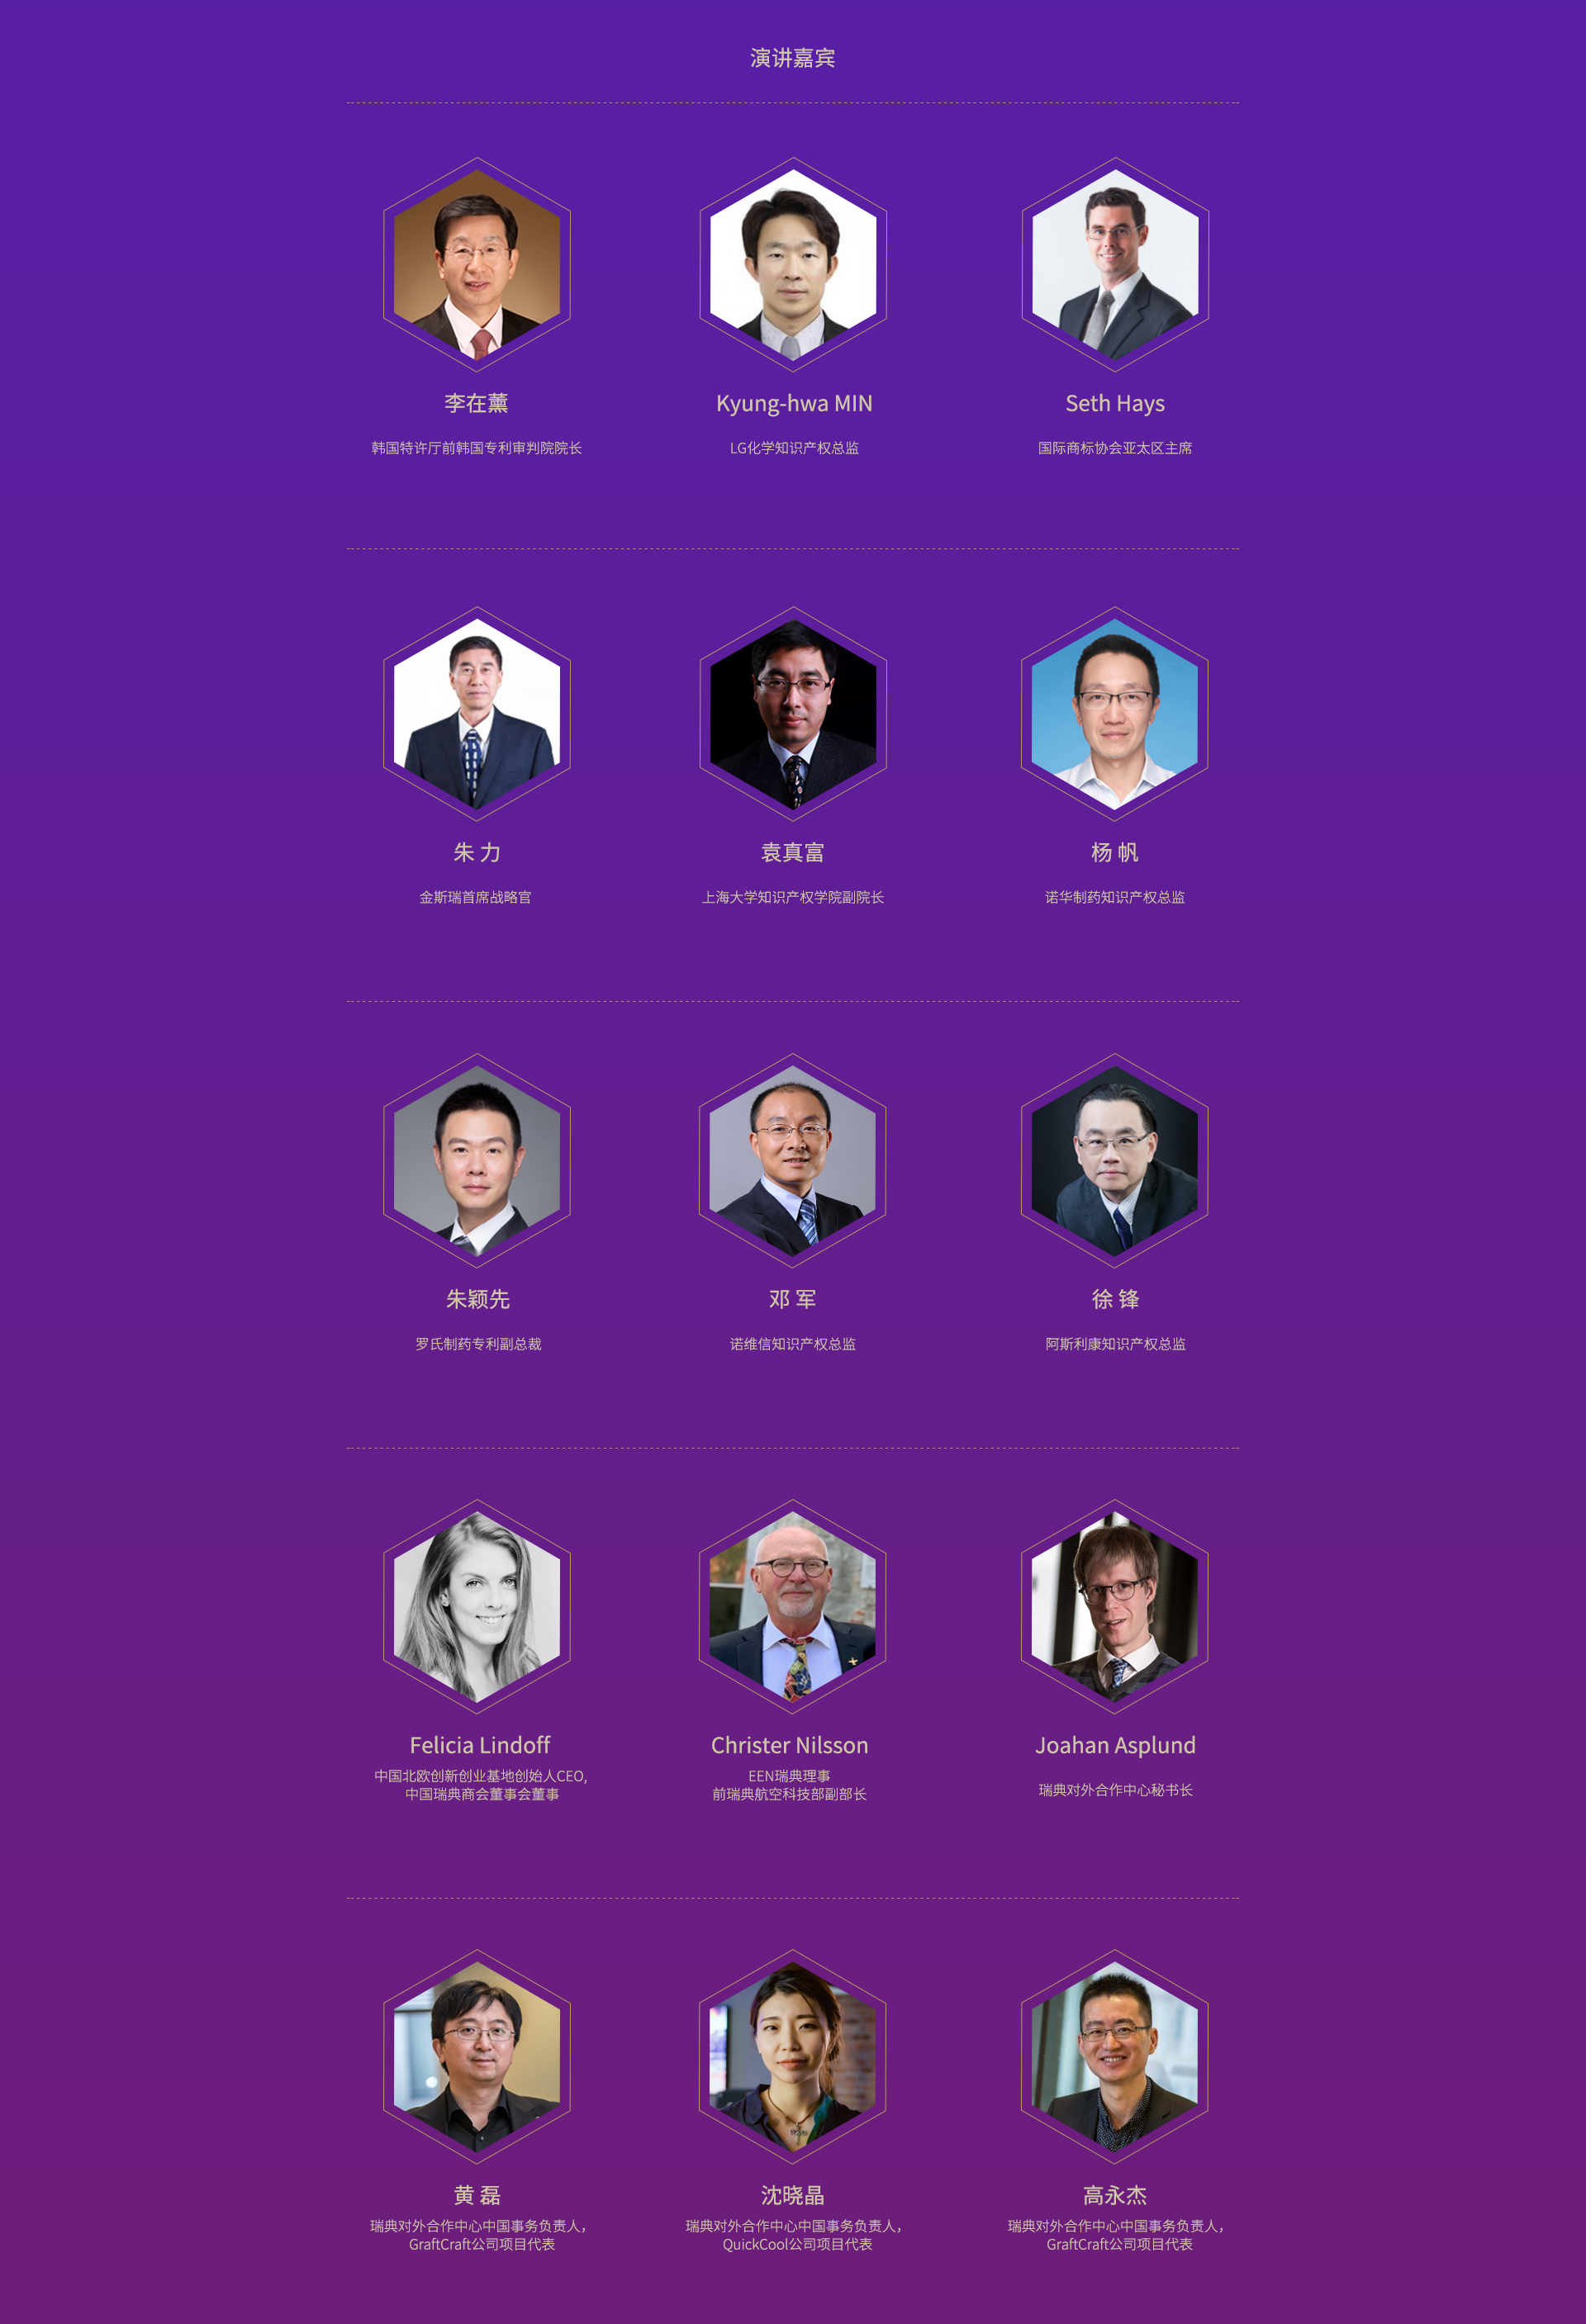 演讲嘉宾
李在薰
韩国特许厅前韩国专利审判院院长
Kyung-hwa MIN
LG化学知识产权总监
Seth Hays
国际商标协会亚太区主席
朱 力
金斯瑞首席战略官
袁真富
上海大学知识产权学院副院长
杨 帆
诺华制药知识产权总监
朱颖先
罗氏制药专利副总裁
邓 军
诺维信知识产权总监
徐 锋
阿斯利康知识产权总监
Felicia Lindoff
中国北欧创新创业基地创始人CEO,
中国瑞典商会董事会董事
Christer Nilsson
EEN瑞典理事
前瑞典航空科技部副部长
Joahan Asplund
瑞典对外合作中心秘书长
黄 磊
瑞典对外合作中心中国事务负责人，
GraftCraft公司项目代表
沈晓晶
瑞典对外合作中心中国事务负责人，
QuickCool公司项目代表
高永杰
瑞典对外合作中心中国事务负责人，
GraftCraft公司项目代表